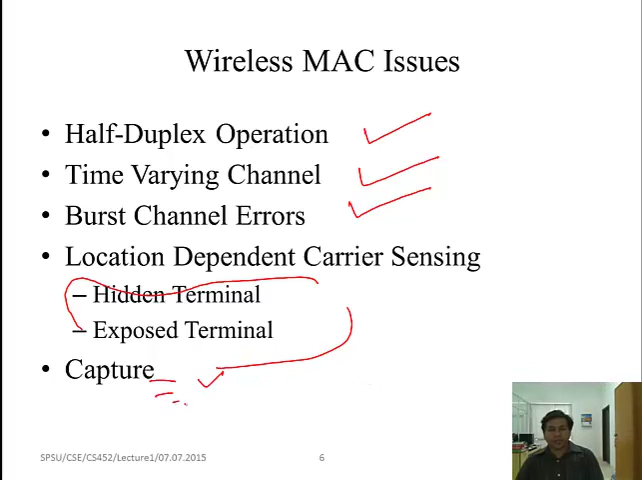 Wireless MAC Issues
• Half-Duplex Operation
• Time Varying Channel
• Burst Channel Errors
• Location Dependent Carrier Sensing
– Hidden Terminal
– Exposed Terminal
• Capture
SPSU/CSE/CS452/Lecture1/07.07.2015 6